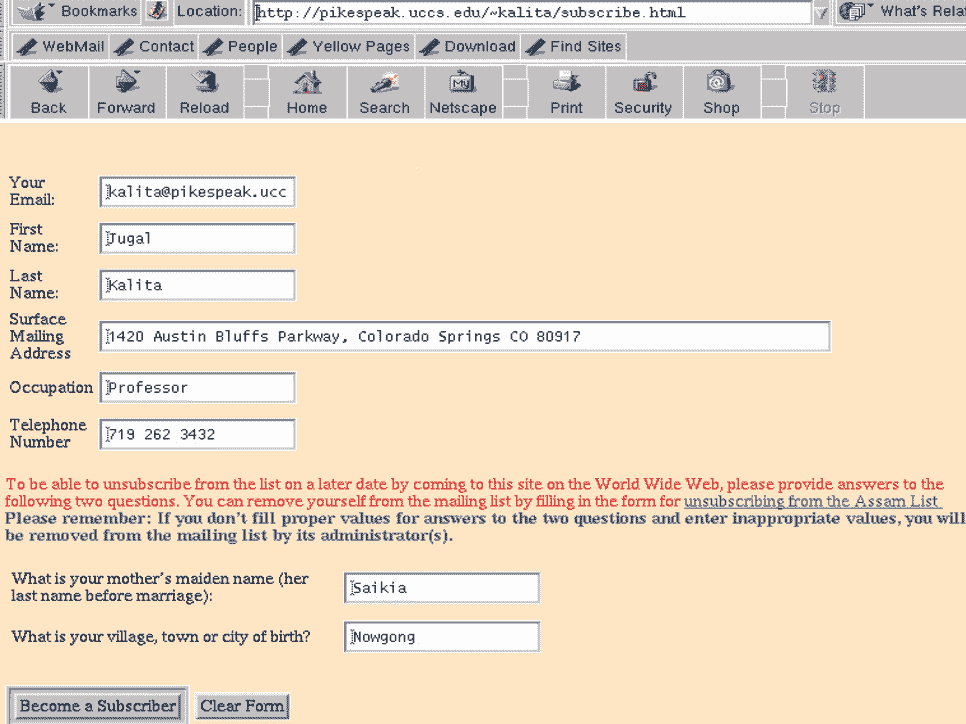 Bookmarks Location: http://pikespeak.uccs.edu/~kalita/subscribe.html What's Rela
WebMail Contact People Yellow Pages Download Find Sites
My
Back Forward Reload Home Search Netscape Print Security Shop Stop
Your
Email: kalita@pikespeak.ucc
First
Name: Jugal
Last
Name: Kalita
Surface
Mailing
Address 1420 Austin Bluffs Parkway, Colorado Springs CO 80917
Occupation Professor
Telephone
Number 719 262 3432
To be able to unsubscribe from the list on a later date by coming to this site on the World Wide Web, please provide answers to the
following two questions. You can remove yourself from the mailing list by filling in the form for unsubscribing from the Assam List
Please remember: If you don't fill proper values for answers to the two questions and enter inappropriate values, you will
be removed from the mailing list by its administrator(s).
What is your mother's maiden name (her
last name before marriage): Saikia
What is your village, town or city of birth? Nowgong
Become a Subscriber Clear Form